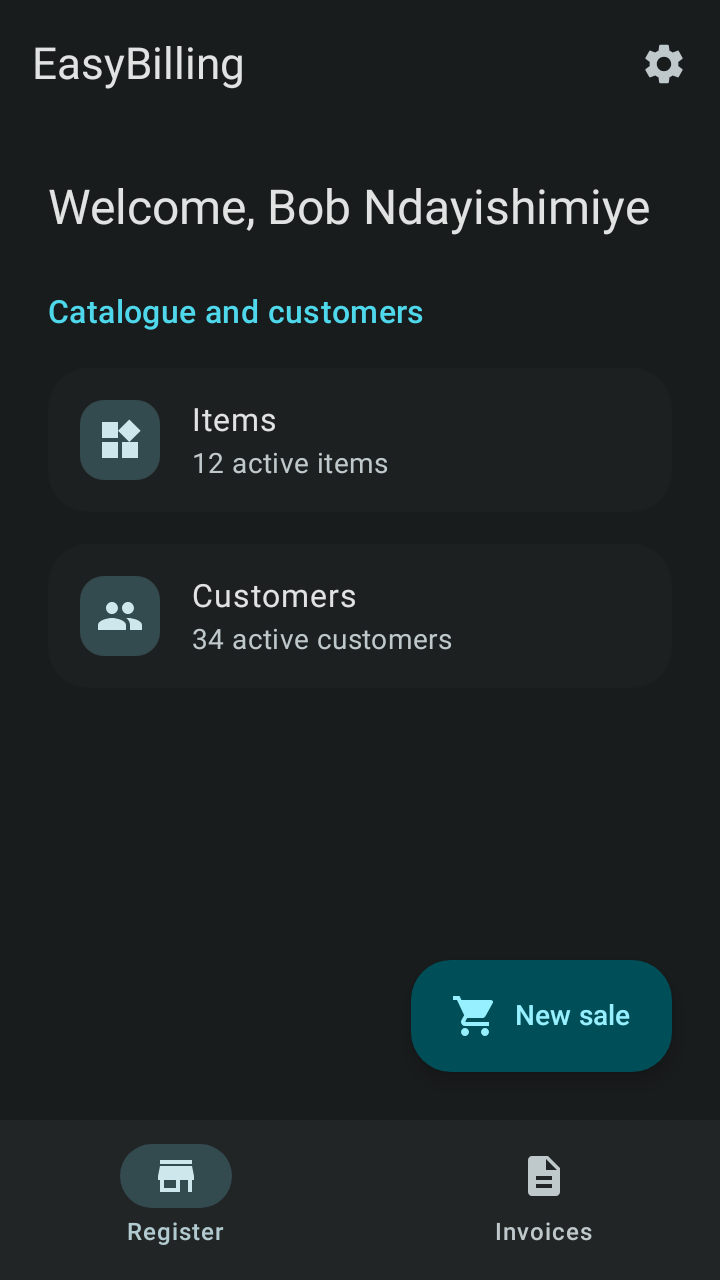 EasyBilling
Welcome, Bob Ndayishimiye
Catalogue and customers
Items
12 active items
Customers
34 active customers
New sale
Register
Invoices